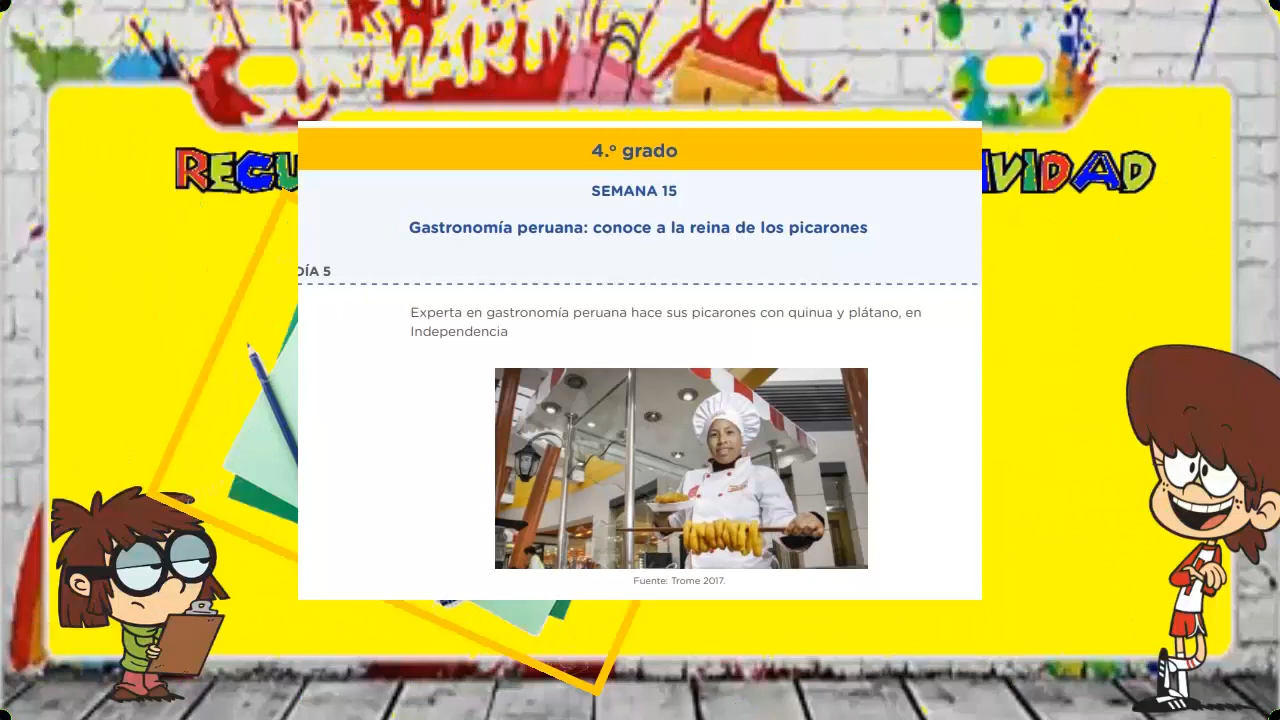 4.° grado
SEMANA 15
Gastronomía peruana: conoce a la reina de los picarones
DÍA 5
Experta en gastronomía peruana hace sus picarones con quinua y plátano, en
Independencia
Fuente: Trome 2017.